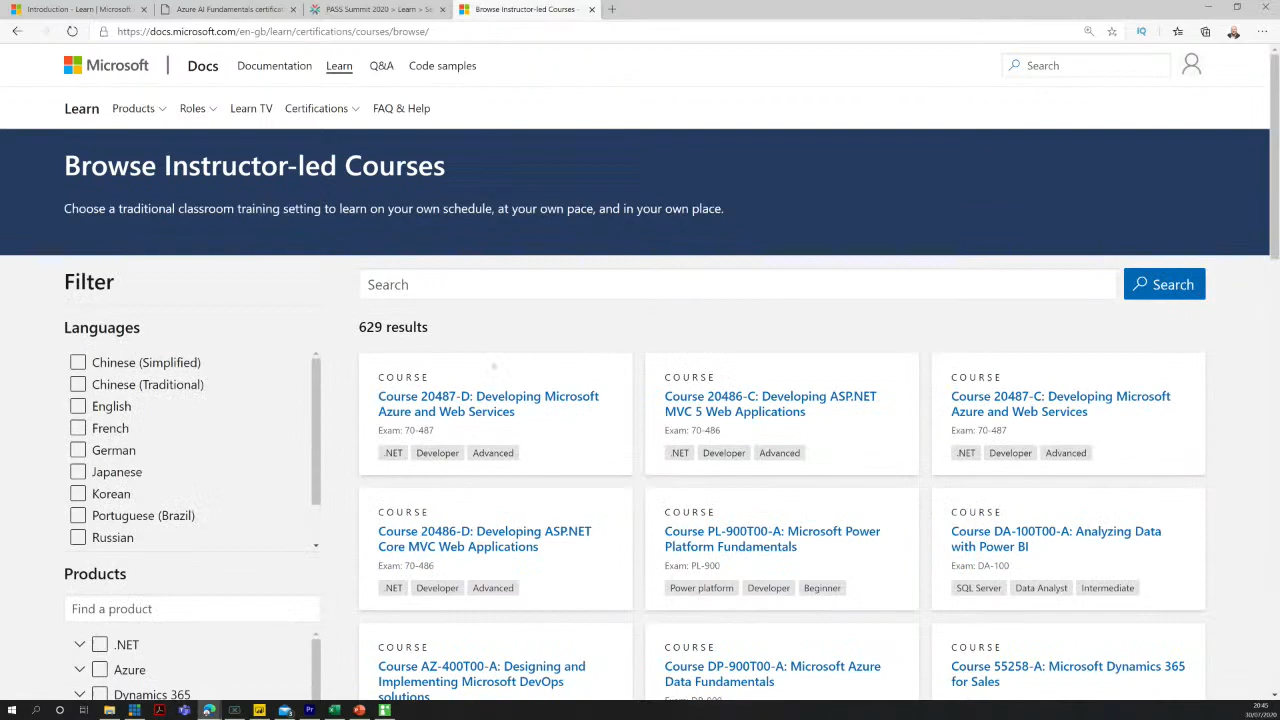 Introduction - Learn | Microsoft
Azure AI Fundamentals certificat
PASS Summit 2020 > Learn > Se
Browse Instructor-led Courses -
https://docs.microsoft.com/en-gb/learn/certifications/courses/browse/
IQ
Microsoft
Docs
Documentation
Learn
Q&A
Code samples
Search
Learn
Products
Roles
Learn TV
Certifications
FAQ & Help
Browse Instructor-led Courses
Choose a traditional classroom training setting to learn on your own schedule, at your own pace, and in your own place.
Filter
Search
Search
Languages
629 results
Chinese (Simplified)
Chinese (Traditional)
English
French
German
Japanese
Korean
Portuguese (Brazil)
Russian
Products
Find a product
.NET
Azure
Dynamics 365
COURSE
Course 20487-D: Developing Microsoft
Azure and Web Services
Exam: 70-487
.NET Developer Advanced
COURSE
Course 20486-C: Developing ASP.NET
MVC 5 Web Applications
Exam: 70-486
.NET Developer Advanced
COURSE
Course 20487-C: Developing Microsoft
Azure and Web Services
Exam: 70-487
.NET Developer Advanced
COURSE
Course 20486-D: Developing ASP.NET
Core MVC Web Applications
Exam: 70-486
.NET Developer Advanced
COURSE
Course PL-900T00-A: Microsoft Power
Platform Fundamentals
Exam: PL-900
Power platform Developer Beginner
COURSE
Course DA-100T00-A: Analyzing Data
with Power BI
Exam: DA-100
SQL Server Data Analyst Intermediate
COURSE
Course AZ-400T00-A: Designing and
Implementing Microsoft DevOps
solutions
COURSE
Course DP-900T00-A: Microsoft Azure
Data Fundamentals
Exam: DP-900
COURSE
Course 55258-A: Microsoft Dynamics 365
for Sales
20:45
30/07/2020